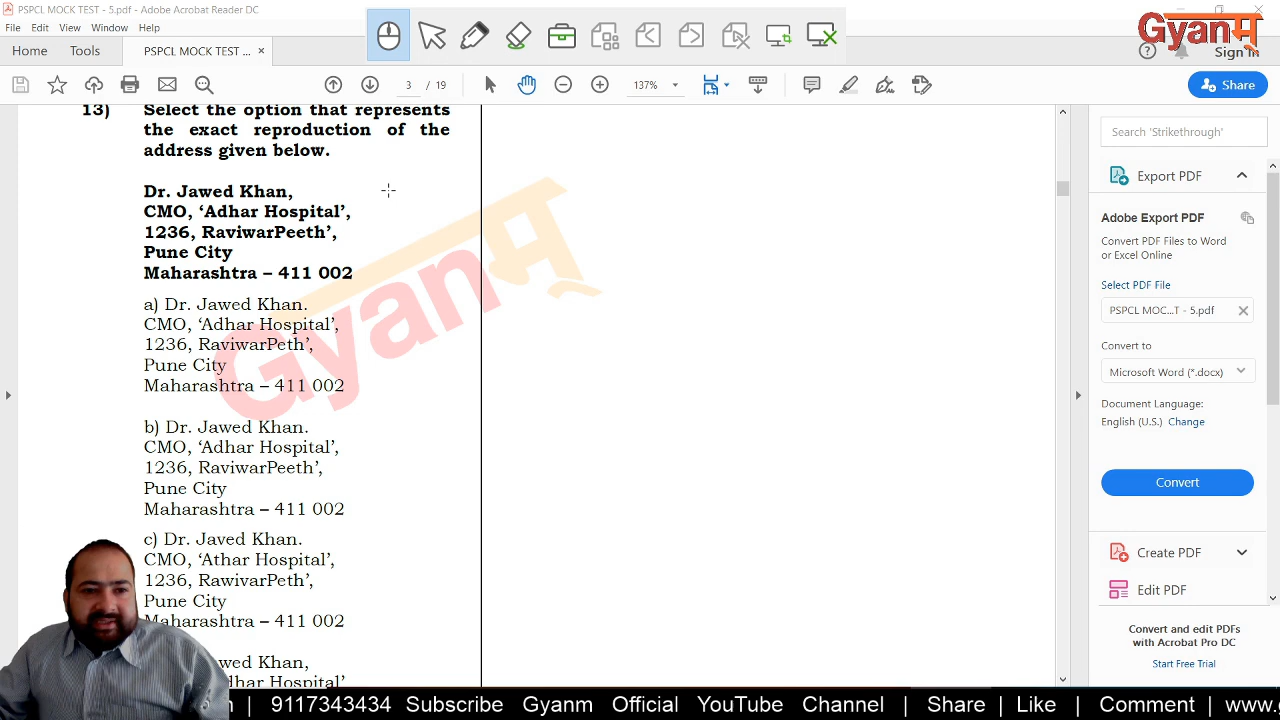 PSPCL MOCK TEST - 5.pdf - Adobe Acrobat Reader DC
File Edit View Window Help
Home Tools PSPCL MOCK TEST ... ×
Gyanम्
Sign In
3 / 19
137%
Share
13) Select the option that represents
the exact reproduction of the
address given below.
Dr. Jawed Khan,
CMO, ‘Adhar Hospital’,
1236, RaviwarPeeth’,
Pune City
Maharashtra – 411 002
a) Dr. Jawed Khan.
CMO, ‘Adhar Hospital’,
1236, RaviwarPeth’,
Pune City
Maharashtra – 411 002
b) Dr. Jawed Khan.
CMO, ‘Adhar Hospital’,
1236, RaviwarPeeth’,
Pune City
Maharashtra – 411 002
c) Dr. Javed Khan.
CMO, ‘Athar Hospital’,
1236, RawivarPeth’,
Pune City
Maharashtra – 411 002
wed Khan,
har Hospital’
Gyanम्
Search 'Strikethrough'
Export PDF
Adobe Export PDF
Convert PDF Files to Word
or Excel Online
Select PDF File
PSPCL MOC...T - 5.pdf
Convert to
Microsoft Word (*.docx)
Document Language:
English (U.S.) Change
Convert
Create PDF
Edit PDF
Convert and edit PDFs
with Acrobat Pro DC
Start Free Trial
| 9117343434 Subscribe Gyanm Official YouTube Channel | Share | Like | Comment | www.